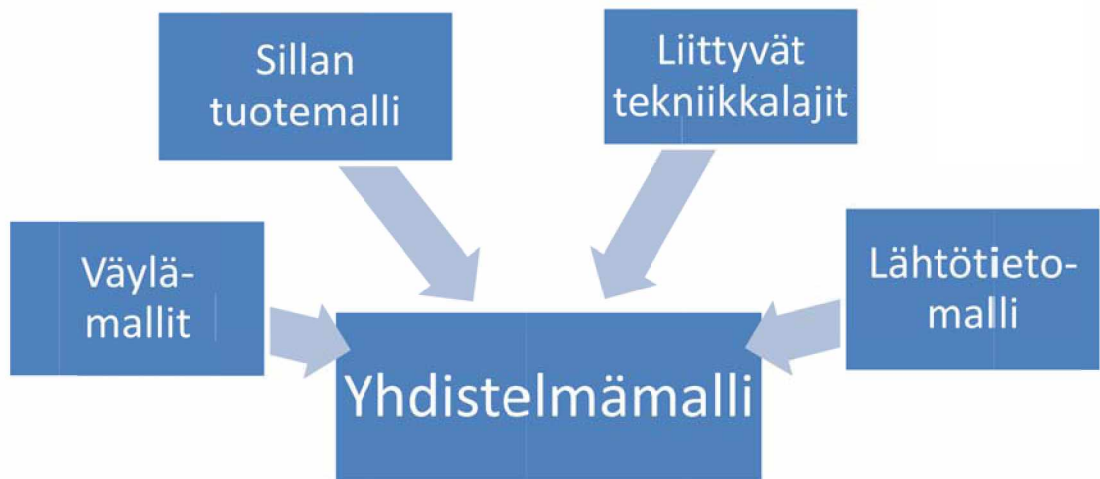 Sillan
tuotemalli
Liittyvät
tekniikkalajit
Väylä-
mallit
Lähtötieto-
malli
Yhdistelmämalli